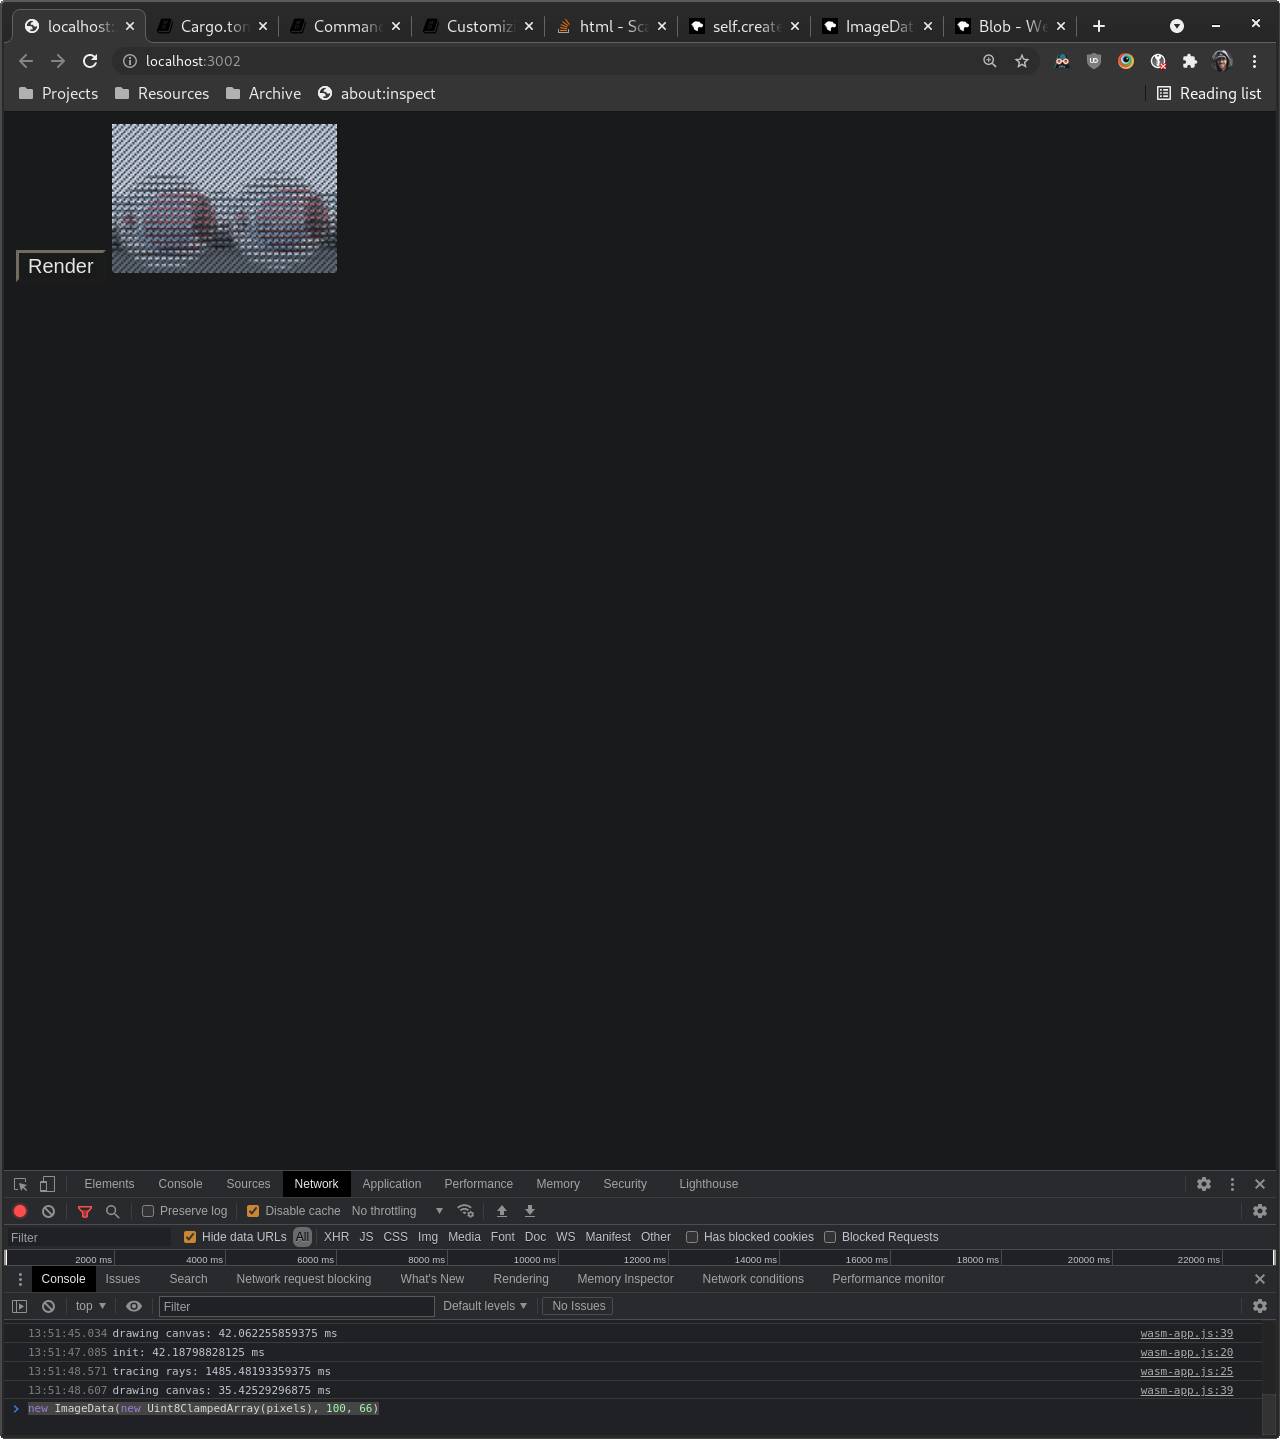 localhost:
Cargo.tom
Comman
Customizi
html - Sca
self.create
ImageDat
Blob - We
localhost:3002
Projects
Resources
Archive
about:inspect
Reading list
Render
Elements
Console
Sources
Network
Application
Performance
Memory
Security
Lighthouse
Preserve log
Disable cache
No throttling
Filter
Hide data URLs
All
XHR
JS
CSS
Img
Media
Font
Doc
WS
Manifest
Other
Has blocked cookies
Blocked Requests
2000 ms
4000 ms
6000 ms
8000 ms
10000 ms
12000 ms
14000 ms
16000 ms
18000 ms
20000 ms
22000 ms
Console
Issues
Search
Network request blocking
What's New
Rendering
Memory Inspector
Network conditions
Performance monitor
top
Filter
Default levels
No Issues
13:51:45.034 drawing canvas: 42.062255859375 ms wasm-app.js:39
13:51:47.085 init: 42.18798828125 ms wasm-app.js:20
13:51:48.571 tracing rays: 1485.48193359375 ms wasm-app.js:25
13:51:48.607 drawing canvas: 35.42529296875 ms wasm-app.js:39
new ImageData(new Uint8ClampedArray(pixels), 100, 66)